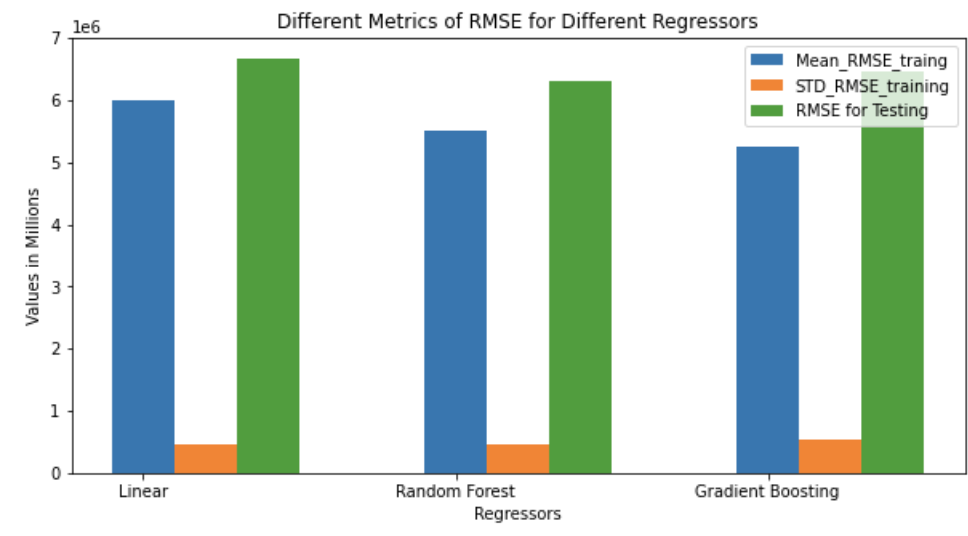 Different Metrics of RMSE for Different Regressors
1e6
7
6
5
4
3
2
1
0
Values in Millions
Mean_RMSE_traing
STD_RMSE_training
RMSE for Testing
Linear
Random Forest
Gradient Boosting
Regressors